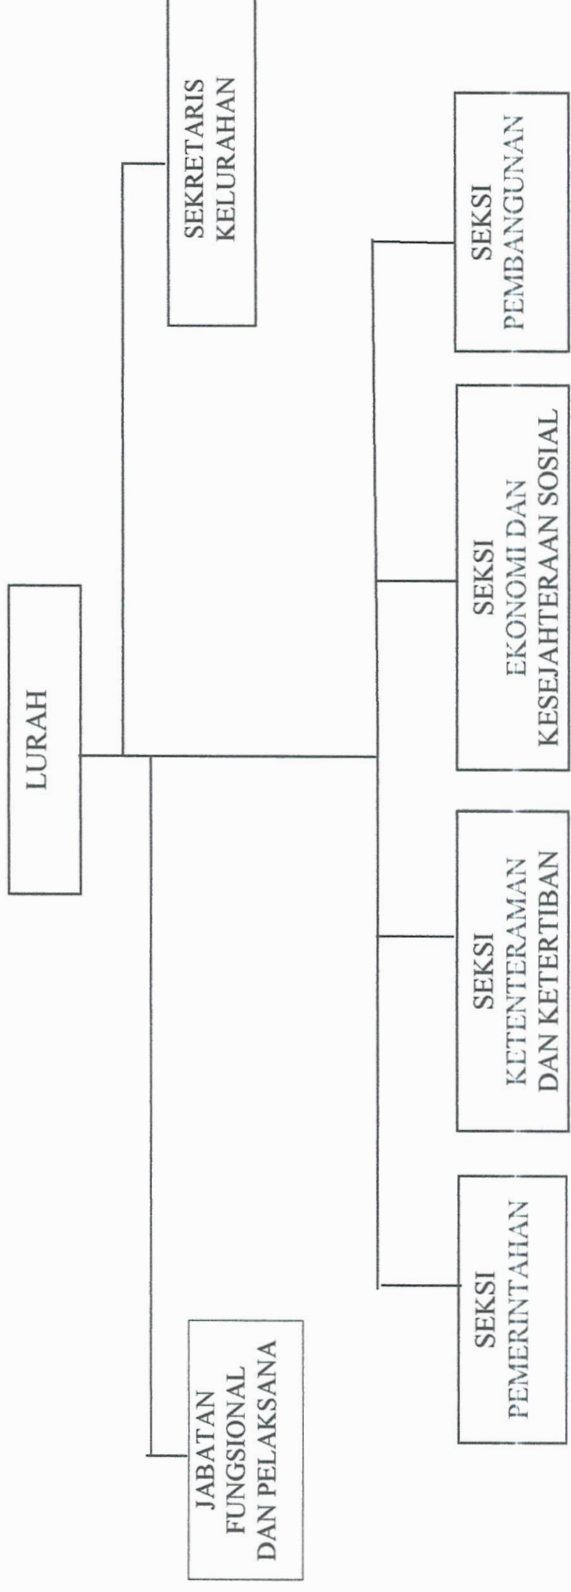 LURAH
SEKRETARIS
KELURAHAN
JABATAN
FUNGSIONAL
DAN PELAKSANA
SEKSI
PEMERINTAHAN
SEKSI
KETENTERAMAN
DAN KETERTIBAN
SEKSI
EKONOMI DAN
KESEJAHTERAAN SOSIAL
SEKSI
PEMBANGUNAN